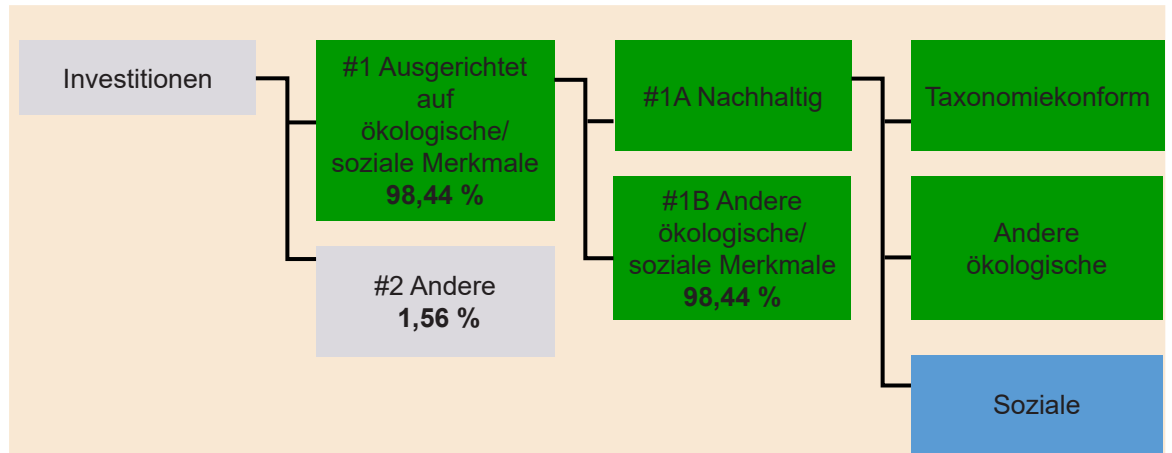 Investitionen
#1 Ausgerichtet
auf
ökologische/
soziale Merkmale
98,44 %
#2 Andere
1,56 %
#1A Nachhaltig
#1B Andere
ökologische/
soziale Merkmale
98,44 %
Taxonomiekonform
Andere
ökologische
Soziale